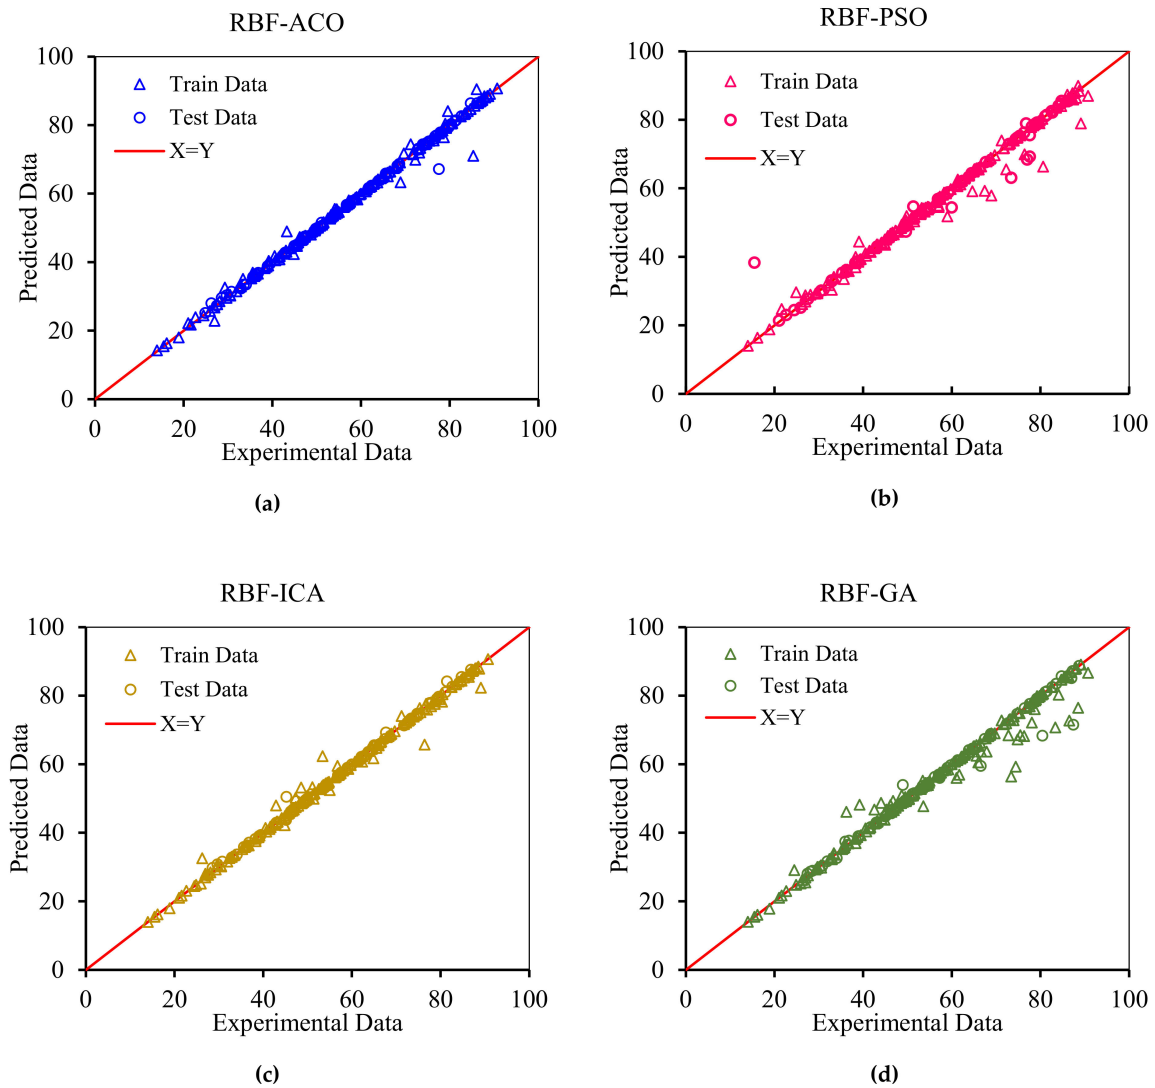 RBF-ACO
100
80
60
40
20
0
0 20 40 60 80 100
Predicted Data
Experimental Data
Train Data
Test Data
X=Y
(a)
RBF-PSO
100
80
60
40
20
0
0 20 40 60 80 100
Predicted Data
Experimental Data
Train Data
Test Data
X=Y
(b)
RBF-ICA
100
80
60
40
20
0
0 20 40 60 80 100
Predicted Data
Experimental Data
Train Data
Test Data
X=Y
(c)
RBF-GA
100
80
60
40
20
0
0 20 40 60 80 100
Predicted Data
Experimental Data
Train Data
Test Data
X=Y
(d)